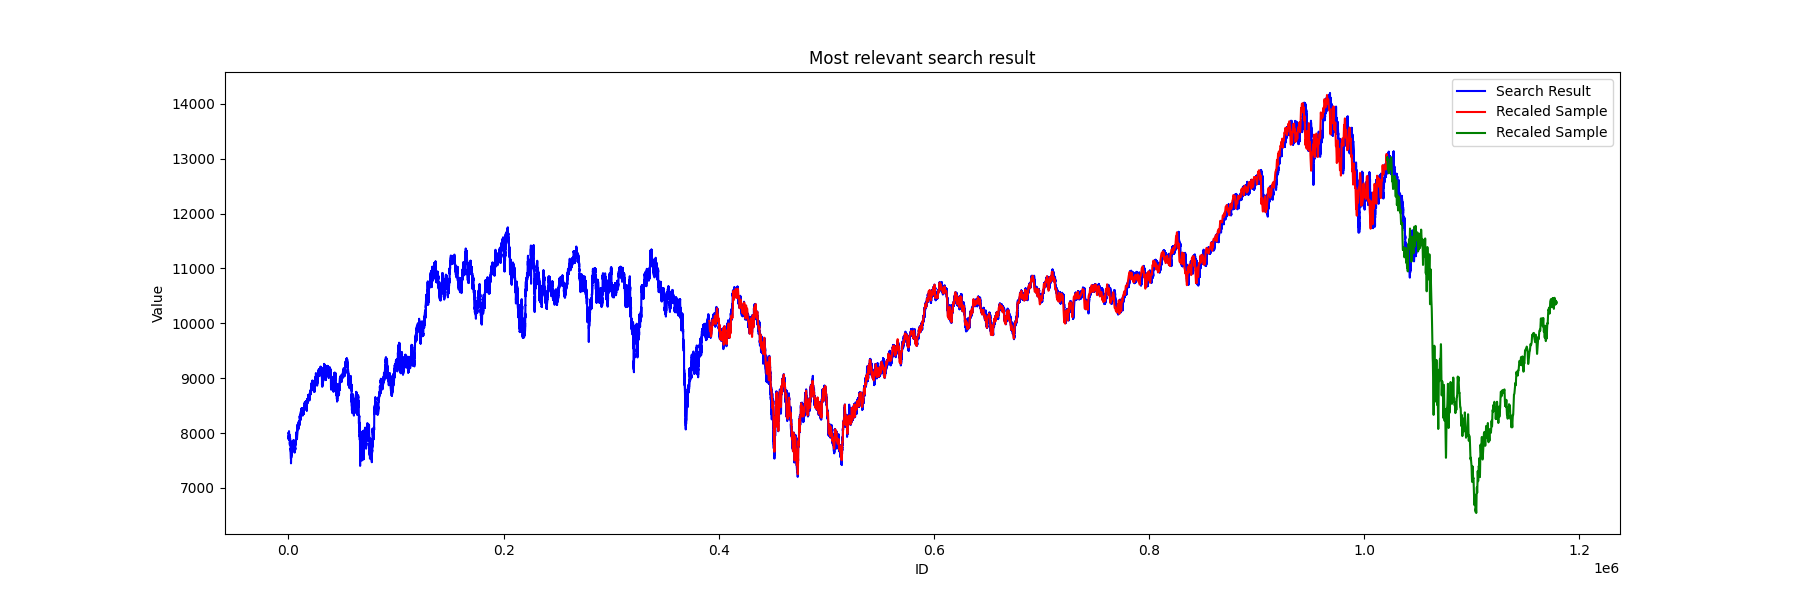 Most relevant search result
Search Result
Recaled Sample
Recaled Sample
14000
13000
12000
11000
10000
9000
8000
7000
Value
0.0 0.2 0.4 0.6 0.8 1.0 1.2
ID
1e6